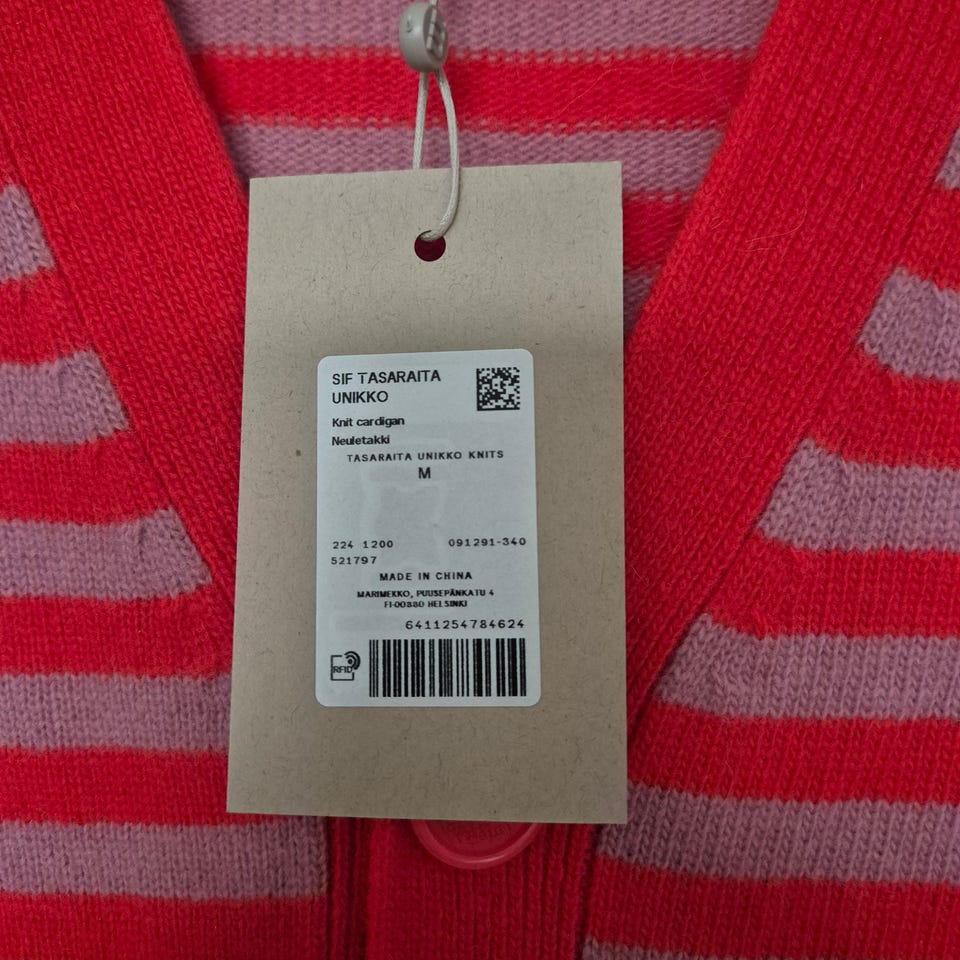 SIF TASARAITA
UNIKKO
Knit cardigan
Neuletakki
TASARAITA UNIKKO KNITS
M
224 1200 091291-340
521797
MADE IN CHINA
MARIMEKKO, PUUSEPÄNKATU 4
FI-00880 HELSINKI
6411254784624
RFID